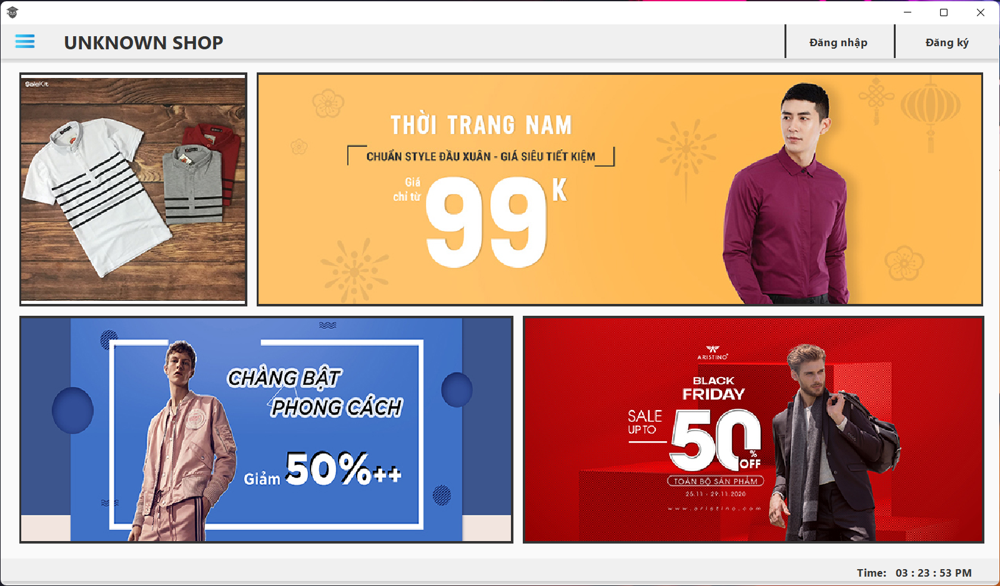 UNKNOWN SHOP
Đăng nhập
Đăng ký
SaleKit
THỜI TRANG NAM
CHUẨN STYLE ĐẦU XUÂN - GIÁ SIÊU TIẾT KIỆM
Giá
chỉ từ
99K
CHÀNG BẬT
PHONG CÁCH
Giảm 50%++
ARISTINO
BLACK
FRIDAY
SALE
UP TO
50% OFF
TOÀN BỘ SẢN PHẨM
25.11 - 29.11.2020
www.aristino.com
Time: 03 : 23 : 53 PM